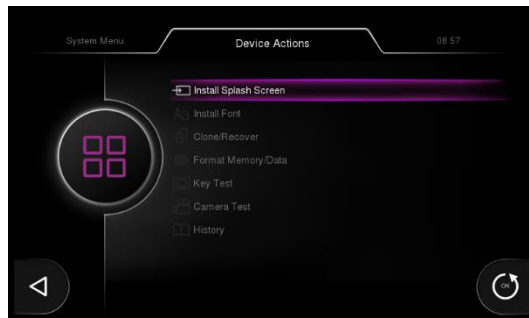 System Menu
Device Actions
08 57
Install Splash Screen
Aa Install Font
Clone/Recover
Format Memory/Data
Key Test
Camera Test
History
OK